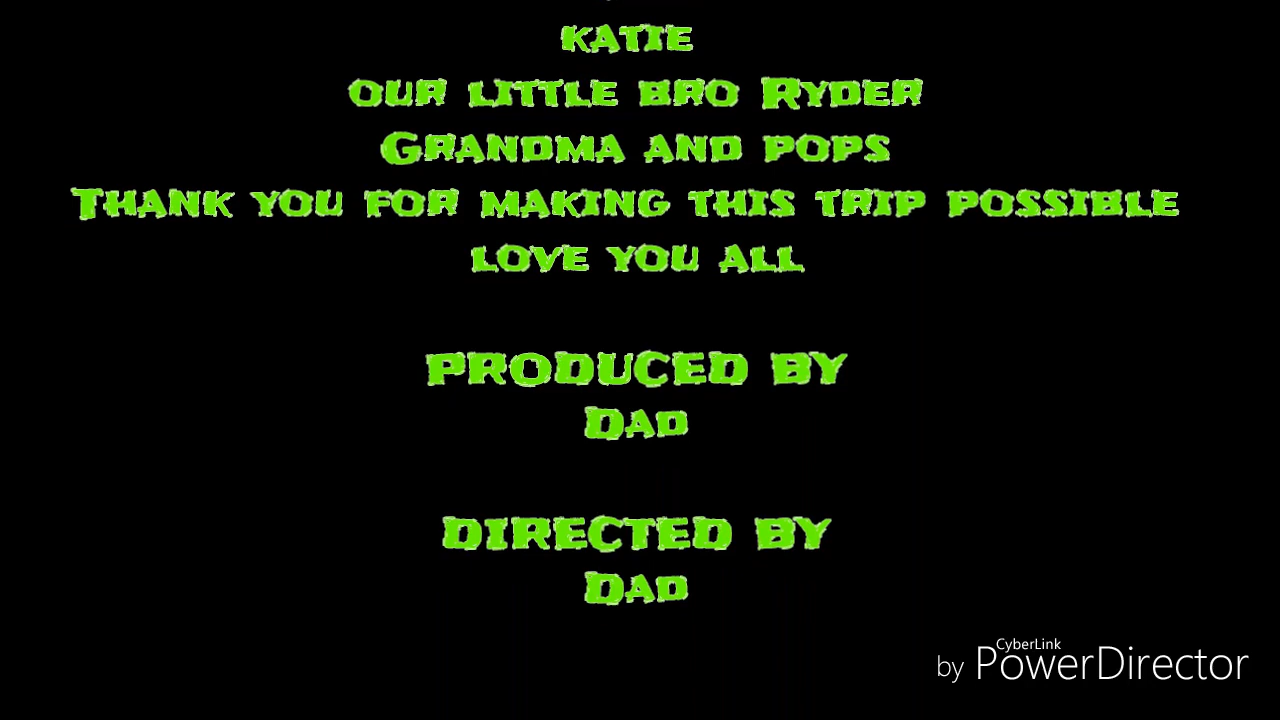 KATIE
OUR LITTLE BRO RYDER
GRANDMA AND POPS
THANK YOU FOR MAKING THIS TRIP POSSIBLE
LOVE YOU ALL
PRODUCED BY
DAD
DIRECTED BY
DAD
by CyberLink PowerDirector